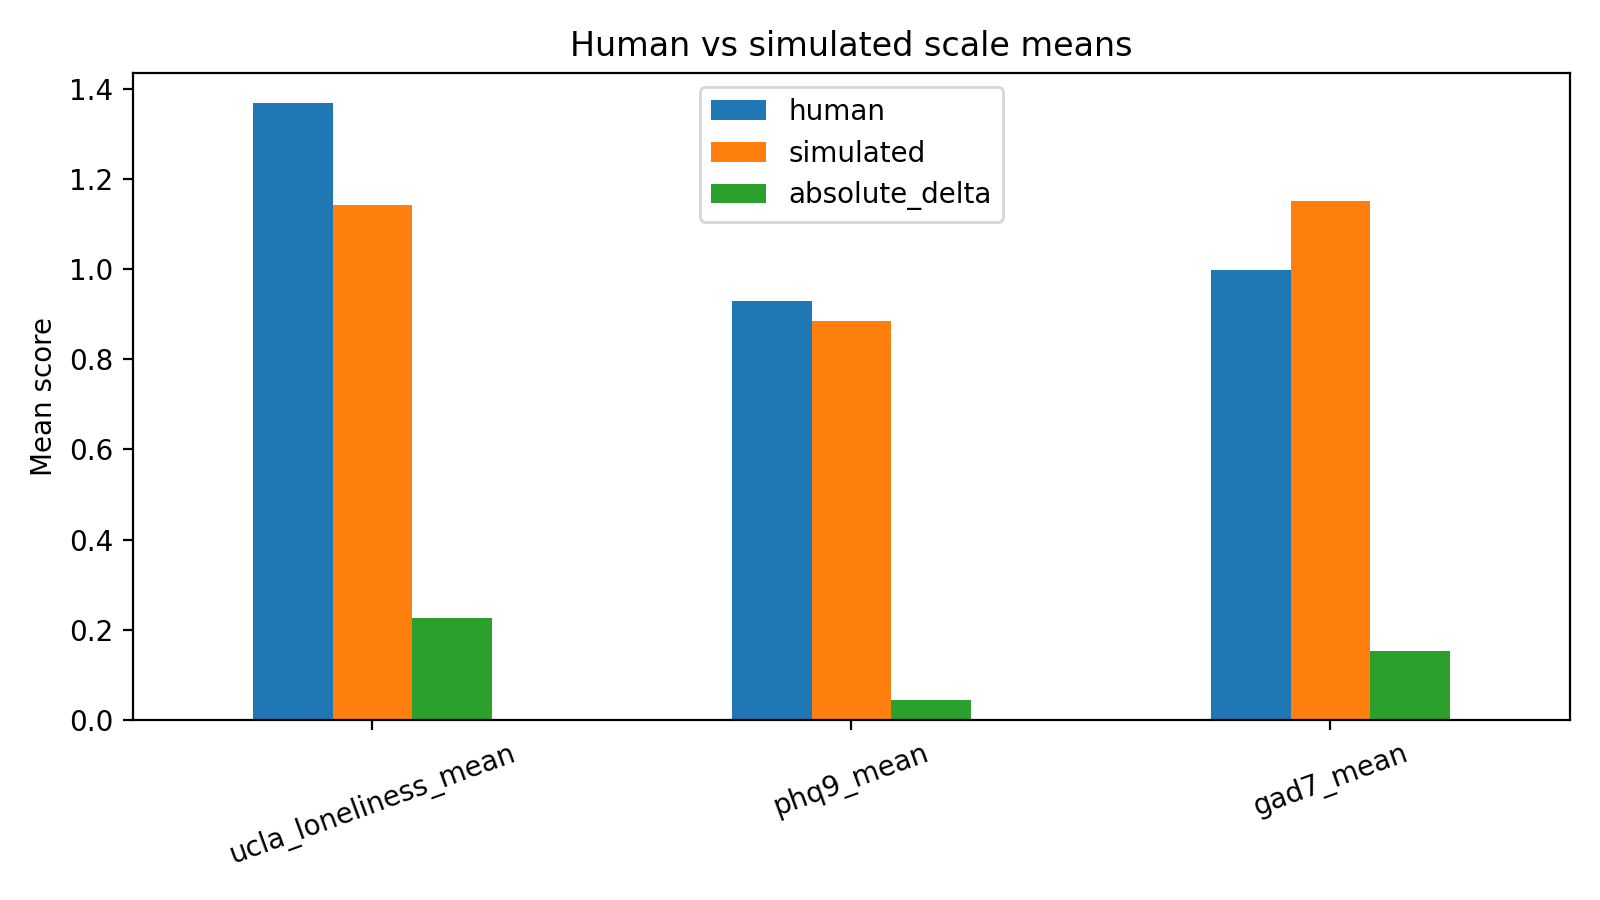 Human vs simulated scale means
human
simulated
absolute_delta
Mean score
1.4
1.2
1.0
0.8
0.6
0.4
0.2
0.0
ucla_loneliness_mean
phq9_mean
gad7_mean